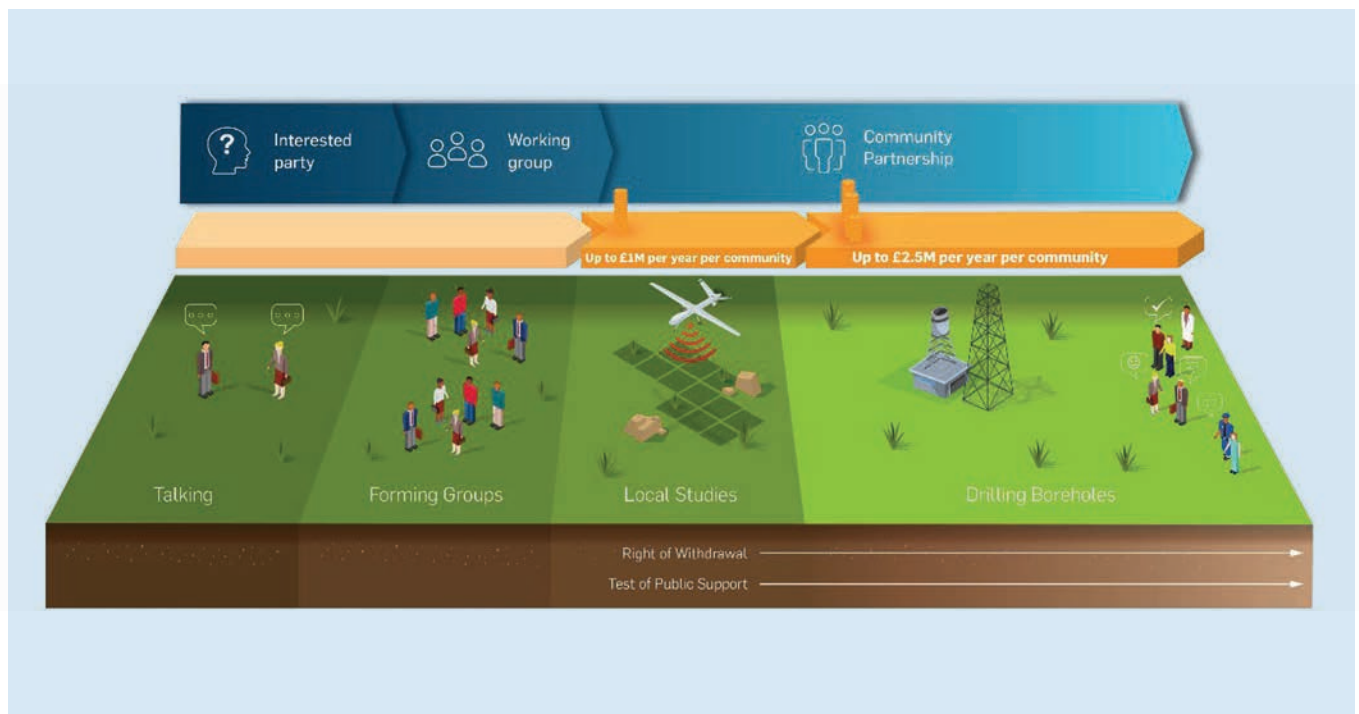 ?
Interested
party
Working
group
Community
Partnership
Up to £1M per year per community
Up to £2.5M per year per community
Talking
Forming Groups
Local Studies
Drilling Boreholes
Right of Withdrawal
Test of Public Support